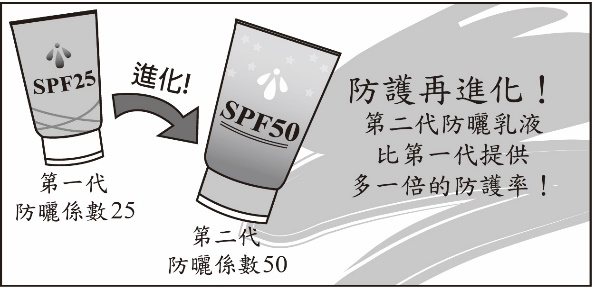 SPF25
進化!
SPF50
第一代
防曬係數25
第二代
防曬係數50
防護再進化！
第二代防曬乳液
比第一代提供
多一倍的防護率！